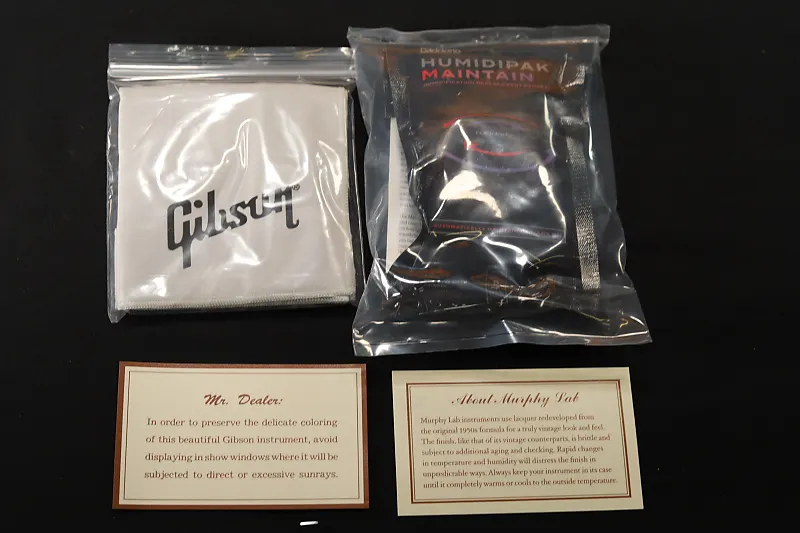 Gibson
HUMIDIPAK
MAINTAIN
Mr. Dealer:
In order to preserve the delicate coloring
of this beautiful Gibson instrument, avoid
displaying in show windows where it will be
subjected to direct or excessive sunrays.
About Murphy Lab
Murphy Lab instruments use lacquer redeveloped from
the original 1950s formula for a truly vintage look and feel.
The finish, like that of its vintage counterparts, is brittle and
subject to additional aging and checking. Rapid changes
in temperature and humidity will distress the finish in
unpredictable ways. Always keep your instrument in its case
until it completely warms or cools to the outside temperature.